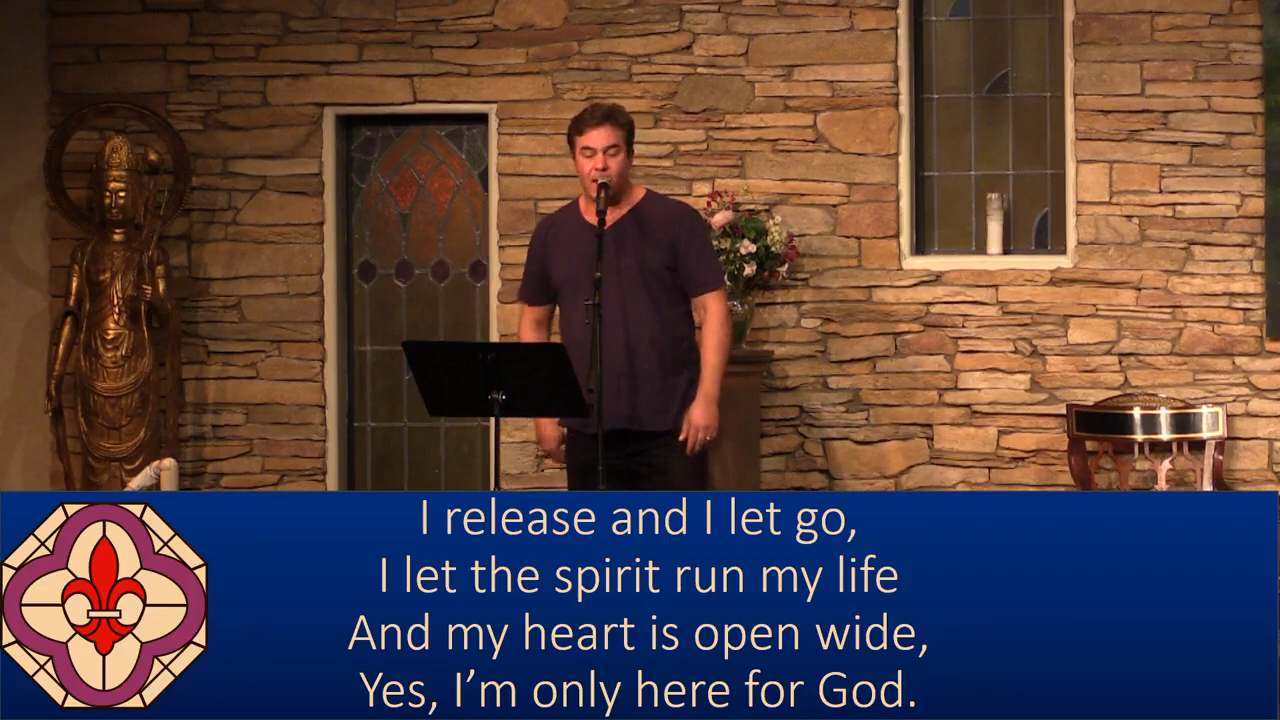 I release and I let go,
I let the spirit run my life
And my heart is open wide,
Yes, I’m only here for God.